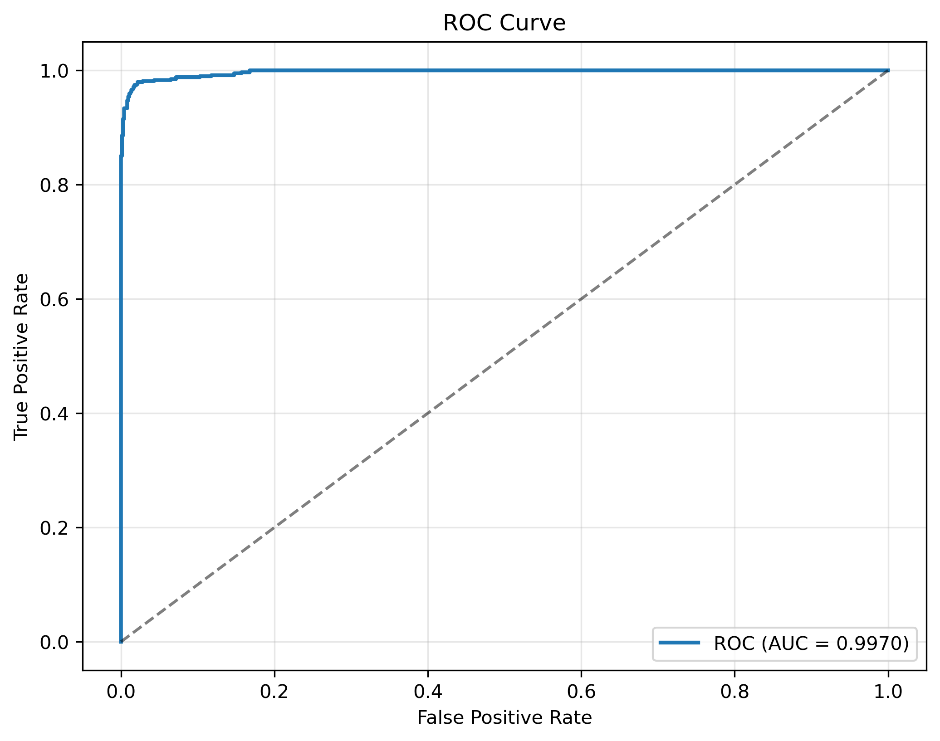 ROC Curve
True Positive Rate
1.0
0.8
0.6
0.4
0.2
0.0
ROC (AUC = 0.9970)
0.0 0.2 0.4 0.6 0.8 1.0
False Positive Rate